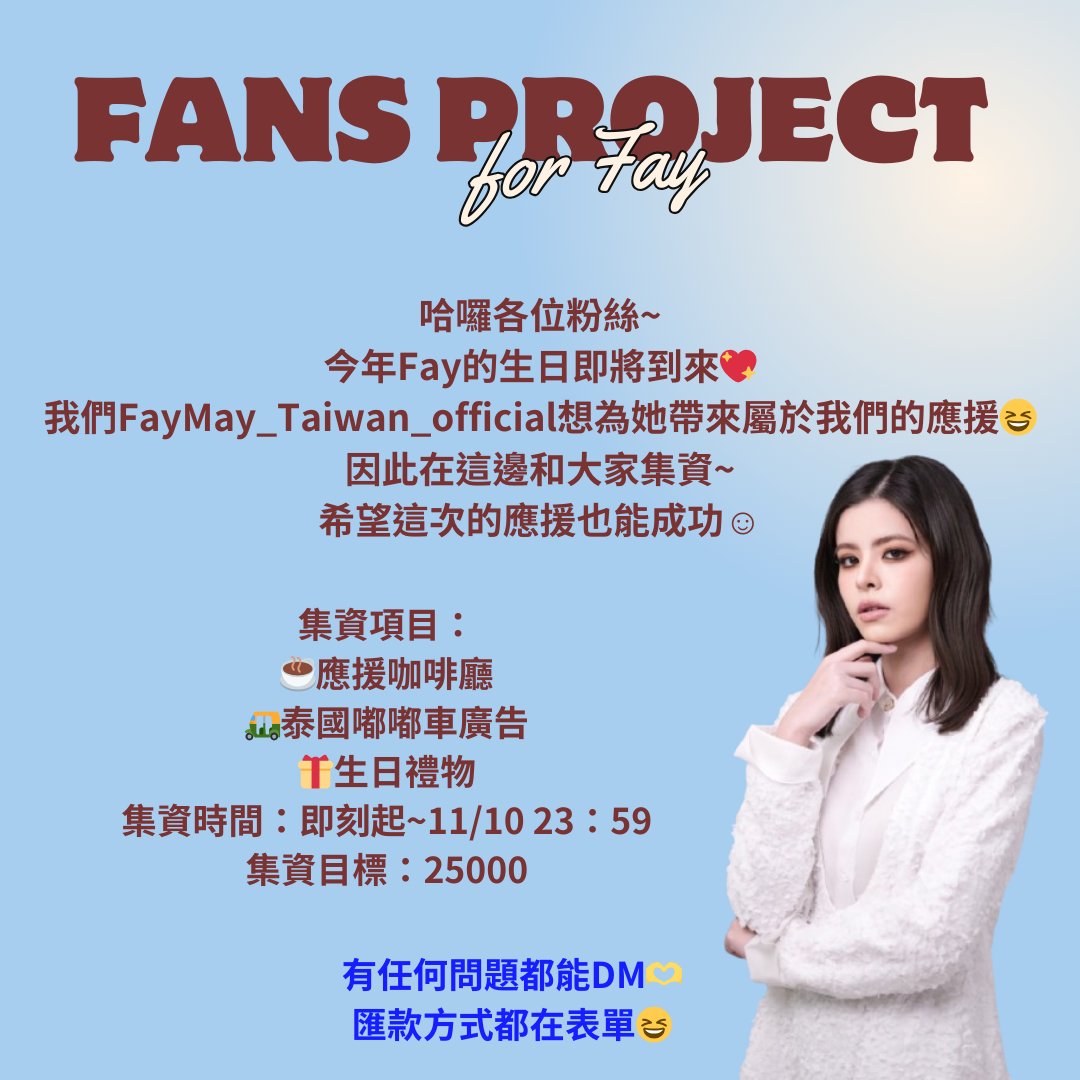 FANS PROJECT
for Fay
哈囉各位粉絲~
今年Fay的生日即將到來💖
我們FayMay_Taiwan_official想為她帶來屬於我們的應援😆
因此在這邊和大家集資~
希望這次的應援也能成功☺
集資項目：
☕應援咖啡廳
🛺泰國嘟嘟車廣告
🎁生日禮物
集資時間：即刻起~11/10 23：59
集資目標：25000
有任何問題都能DM🫶
匯款方式都在表單😆